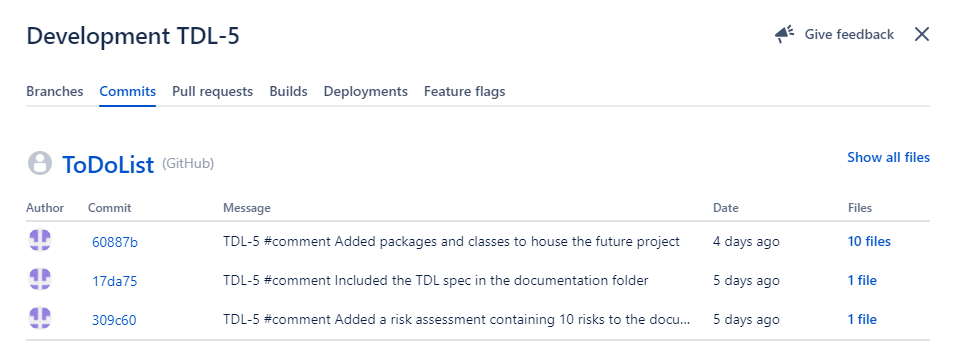 Development TDL-5
Give feedback
Branches Commits Pull requests Builds Deployments Feature flags
ToDoList (GitHub)
Show all files
Author Commit Message Date Files
60887b TDL-5 #comment Added packages and classes to house the future project 4 days ago 10 files
17da75 TDL-5 #comment Included the TDL spec in the documentation folder 5 days ago 1 file
309c60 TDL-5 #comment Added a risk assessment containing 10 risks to the docu... 5 days ago 1 file